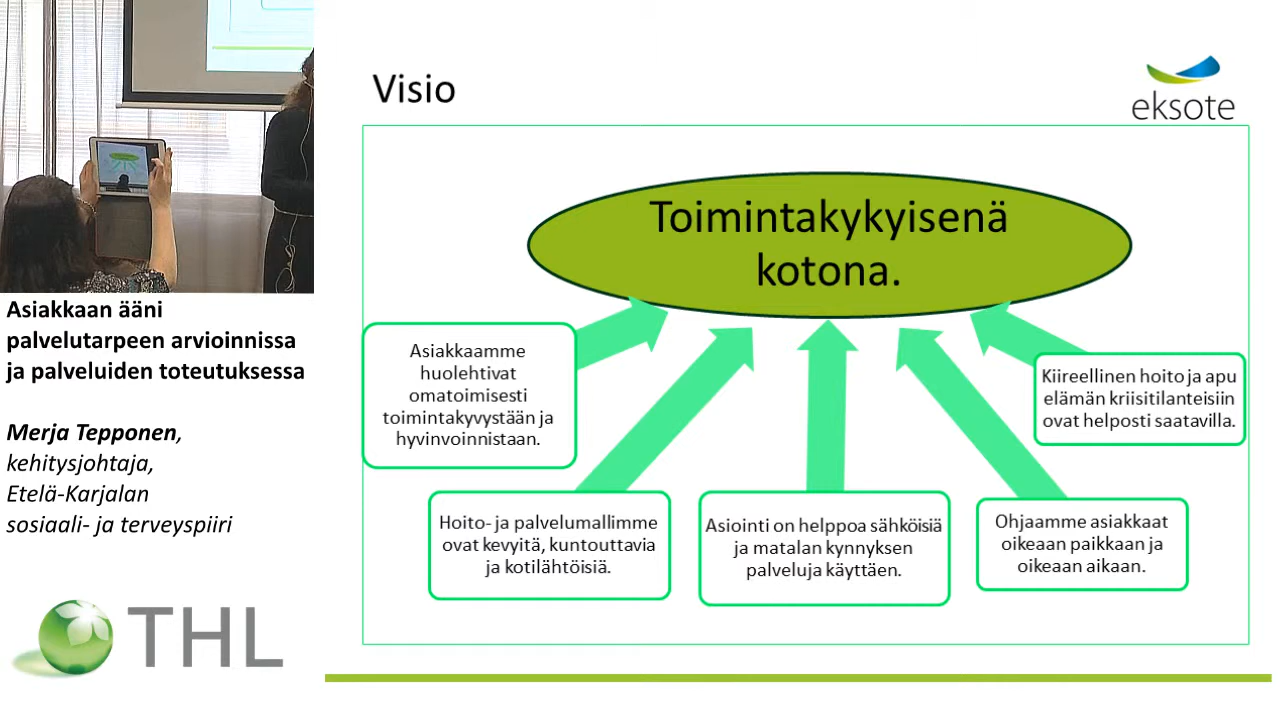 Visio
eksote
Toimintakykyisenä
kotona.
Asiakkaamme
huolehtivat
omatoimisesti
toimintakyvystään ja
hyvinvoinnistaan.
Hoito- ja palvelumallimme
ovat kevyitä, kuntouttavia
ja kotilähtöisiä.
Asiointi on helppoa sähköisiä
ja matalan kynnyksen
palveluja käyttäen.
Ohjaamme asiakkaat
oikeaan paikkaan ja
oikeaan aikaan.
Kiireellinen hoito ja apu
elämän kriisitilanteisiin
ovat helposti saatavilla.
Asiakkaan ääni
palvelutarpeen arvioinnissa
ja palveluiden toteutuksessa
Merja Tepponen,
kehitysjohtaja,
Etelä-Karjalan
sosiaali- ja terveyspiiri
THL